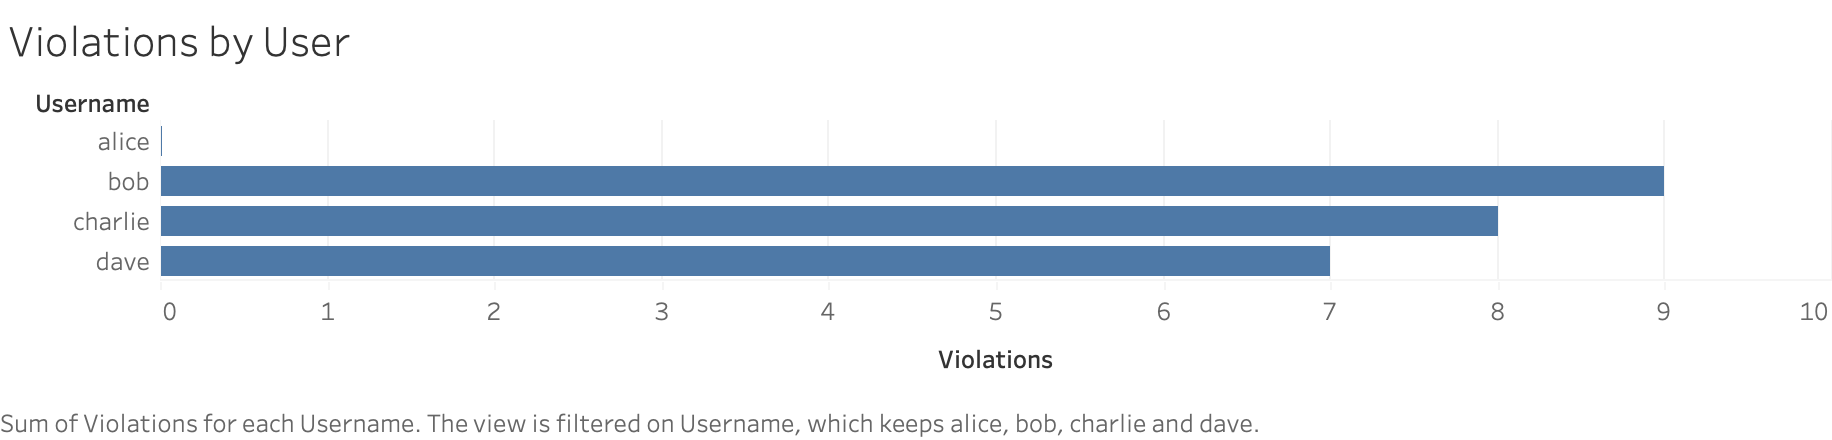 Violations by User
Username
alice
bob
charlie
dave
0 1 2 3 4 5 6 7 8 9 10
Violations
Sum of Violations for each Username. The view is filtered on Username, which keeps alice, bob, charlie and dave.